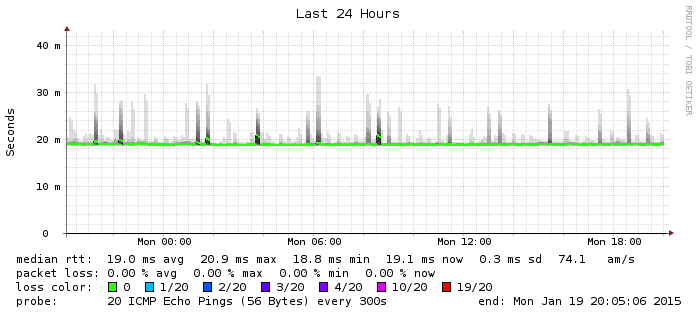 Last 24 Hours
RRDTOOL / TOBI OETIKER
Seconds
40 m
30 m
20 m
10 m
0
Mon 00:00 Mon 06:00 Mon 12:00 Mon 18:00
median rtt: 19.0 ms avg 20.9 ms max 18.8 ms min 19.1 ms now 0.3 ms sd 74.1 am/s
packet loss: 0.00 % avg 0.00 % max 0.00 % min 0.00 % now
loss color: 0 1/20 2/20 3/20 4/20 10/20 19/20
probe: 20 ICMP Echo Pings (56 Bytes) every 300s end: Mon Jan 19 20:05:06 2015